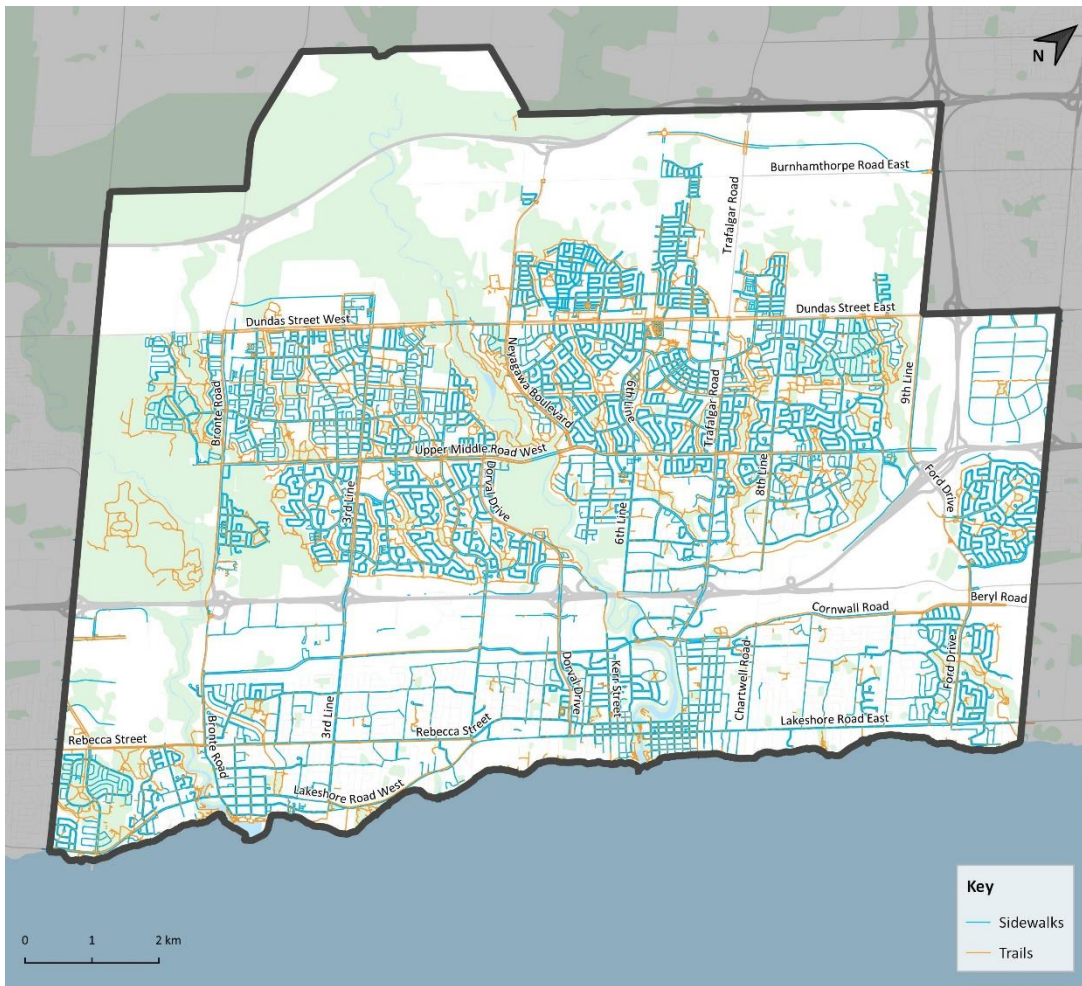 N
Burnhamthorpe Road East
Trafalgar Road
Dundas Street East
Dundas Street West
Neyagawa Boulevard
6th Line
Trafalgar Road
9th Line
Bronte Road
Upper Middle Road West
8th Line
Ford Drive
3rd Line
Dorval Drive
6th Line
Beryl Road
Cornwall Road
Dorval Drive
Kerr Street
Chartwell Road
Ford Drive
Bronte Road
3rd Line
Rebecca Street
Rebecca Street
Lakeshore Road East
Lakeshore Road West
Key
Sidewalks
Trails
0 1 2 km